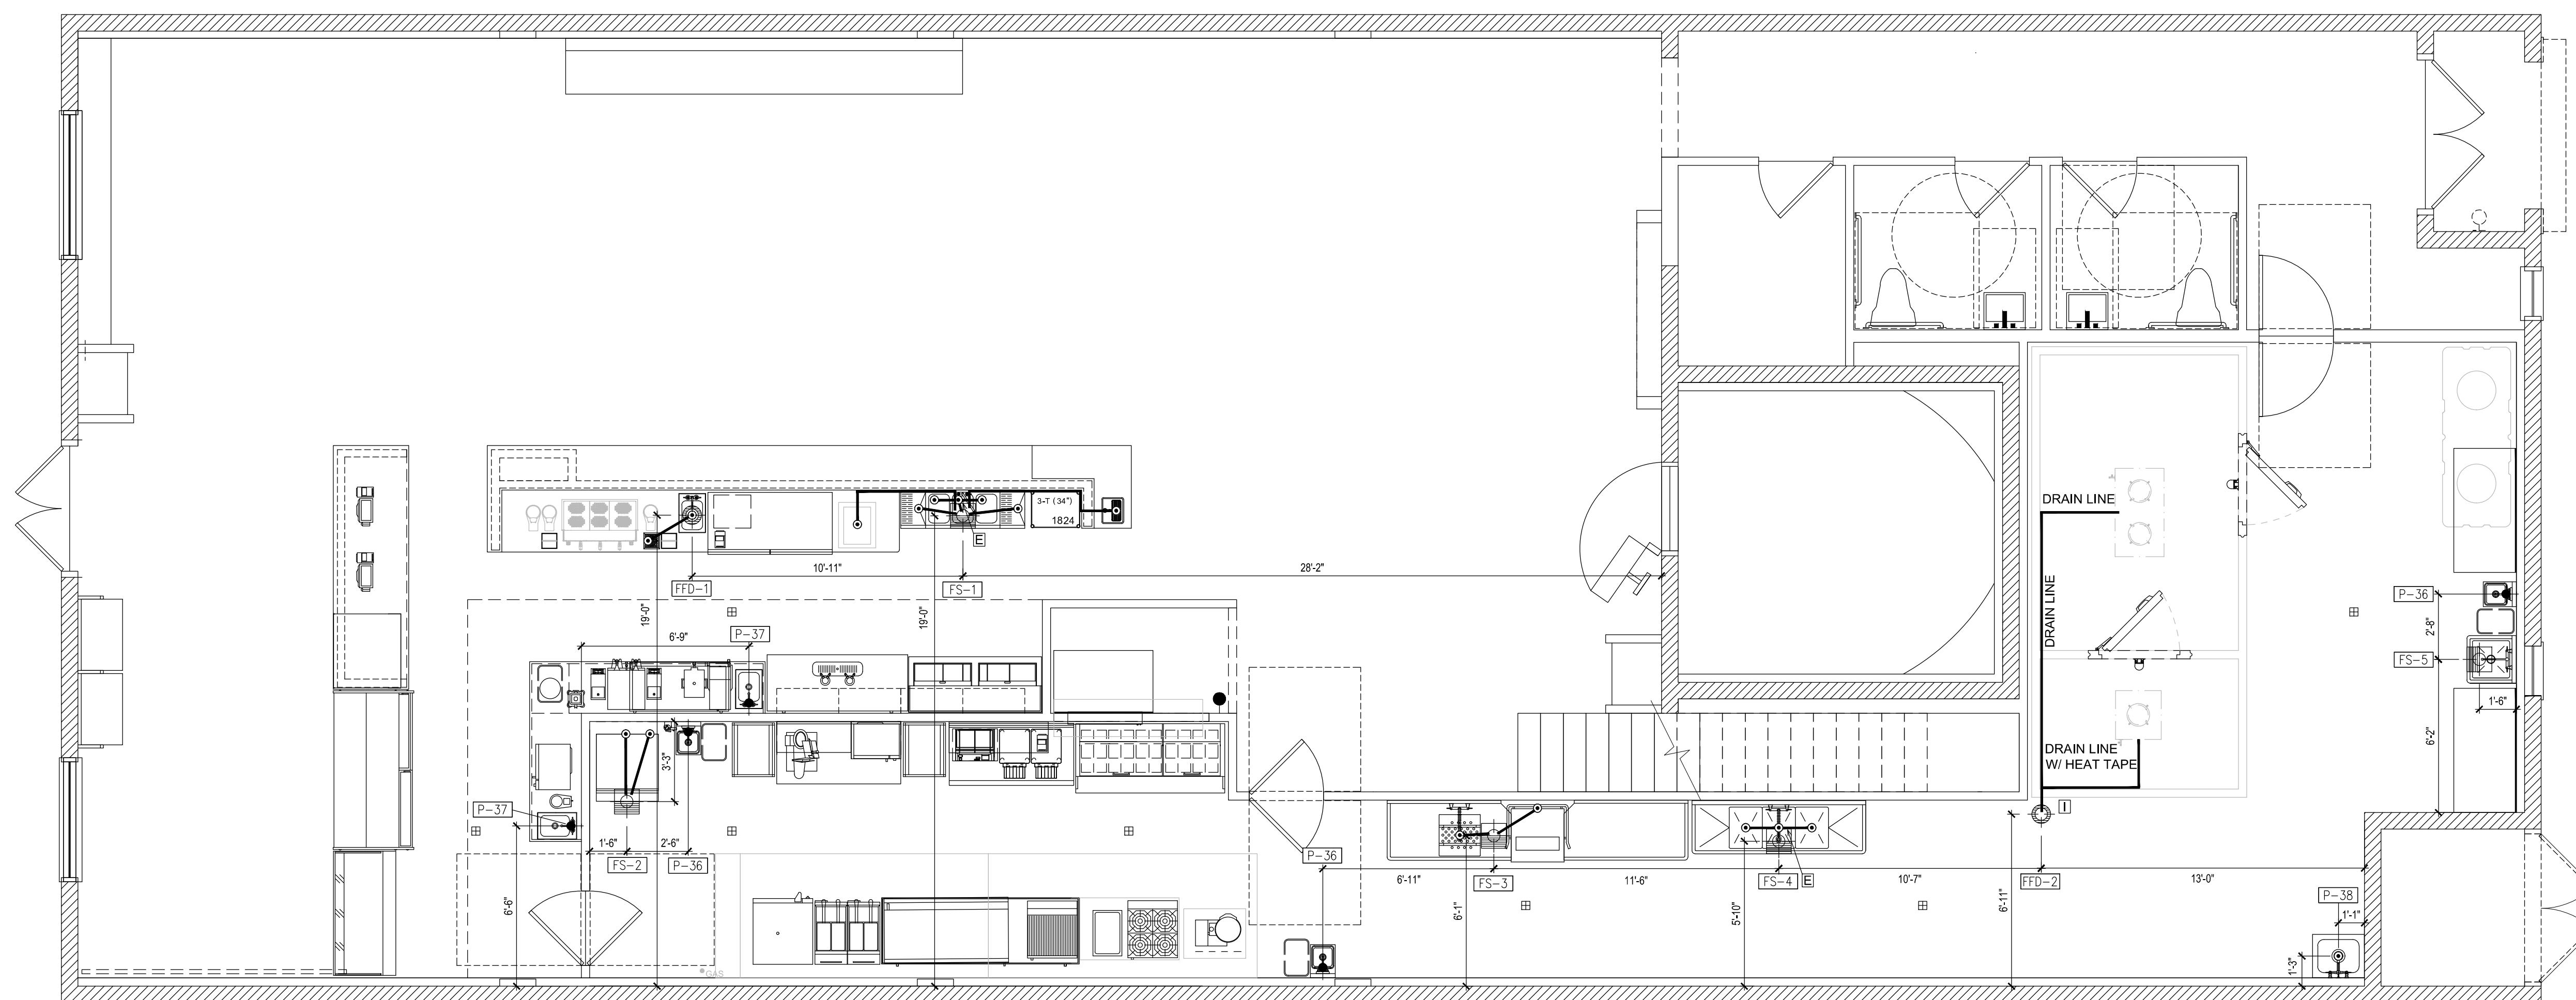 DRAIN LINE
3-T (34")
1824
E
10'-11"
28'-2"
FFD-1
FS-1
19'-0"
19'-0"
DRAIN LINE
P-36
2'-8"
6'-9"
P-37
FS-5
1'-6"
6'-2"
3'-3"
DRAIN LINE
W/ HEAT TAPE
P-37
I
1'-6"
2'-6"
FS-2
P-36
P-36
6'-11"
FS-3
11'-6"
FS-4
E
10'-7"
FFD-2
13'-0"
6'-6"
6'-1"
5'-10"
6'-11"
P-38
1'-1"
1'-3"
GAS